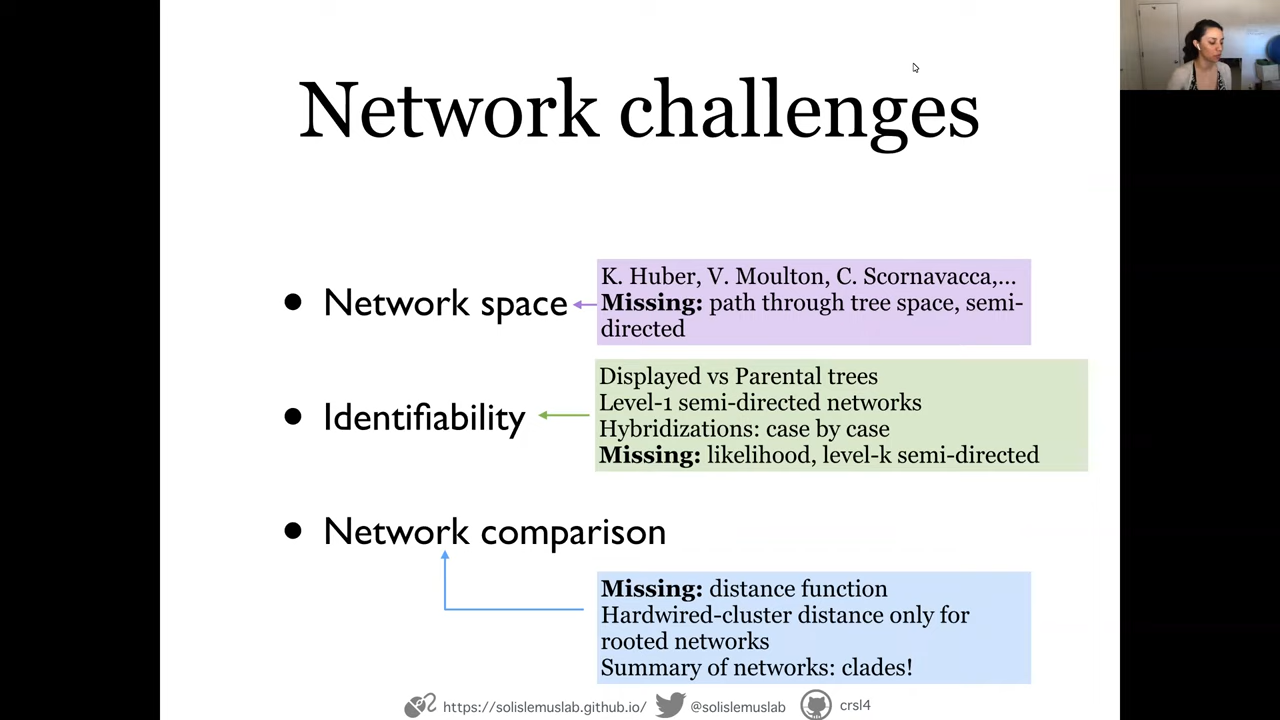 Network challenges
Network space
K. Huber, V. Moulton, C. Scornavacca,...
Missing: path through tree space, semi-
directed
Identifiability
Displayed vs Parental trees
Level-1 semi-directed networks
Hybridizations: case by case
Missing: likelihood, level-k semi-directed
Network comparison
Missing: distance function
Hardwired-cluster distance only for
rooted networks
Summary of networks: clades!
https://solislemuslab.github.io/ @solislemuslab crsl4